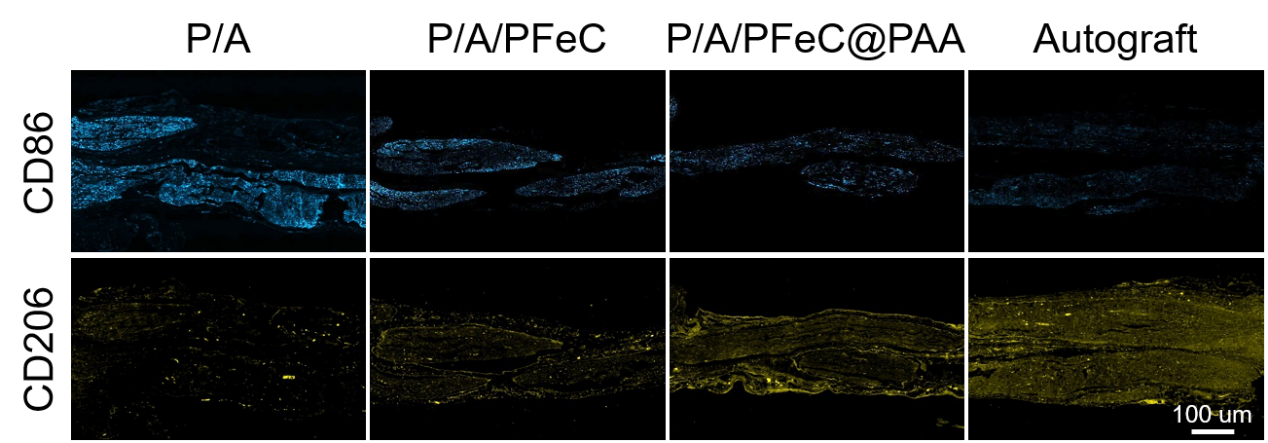 P/A P/A/PFeC P/A/PFeC@PAA Autograft
CD86
CD206
100 um